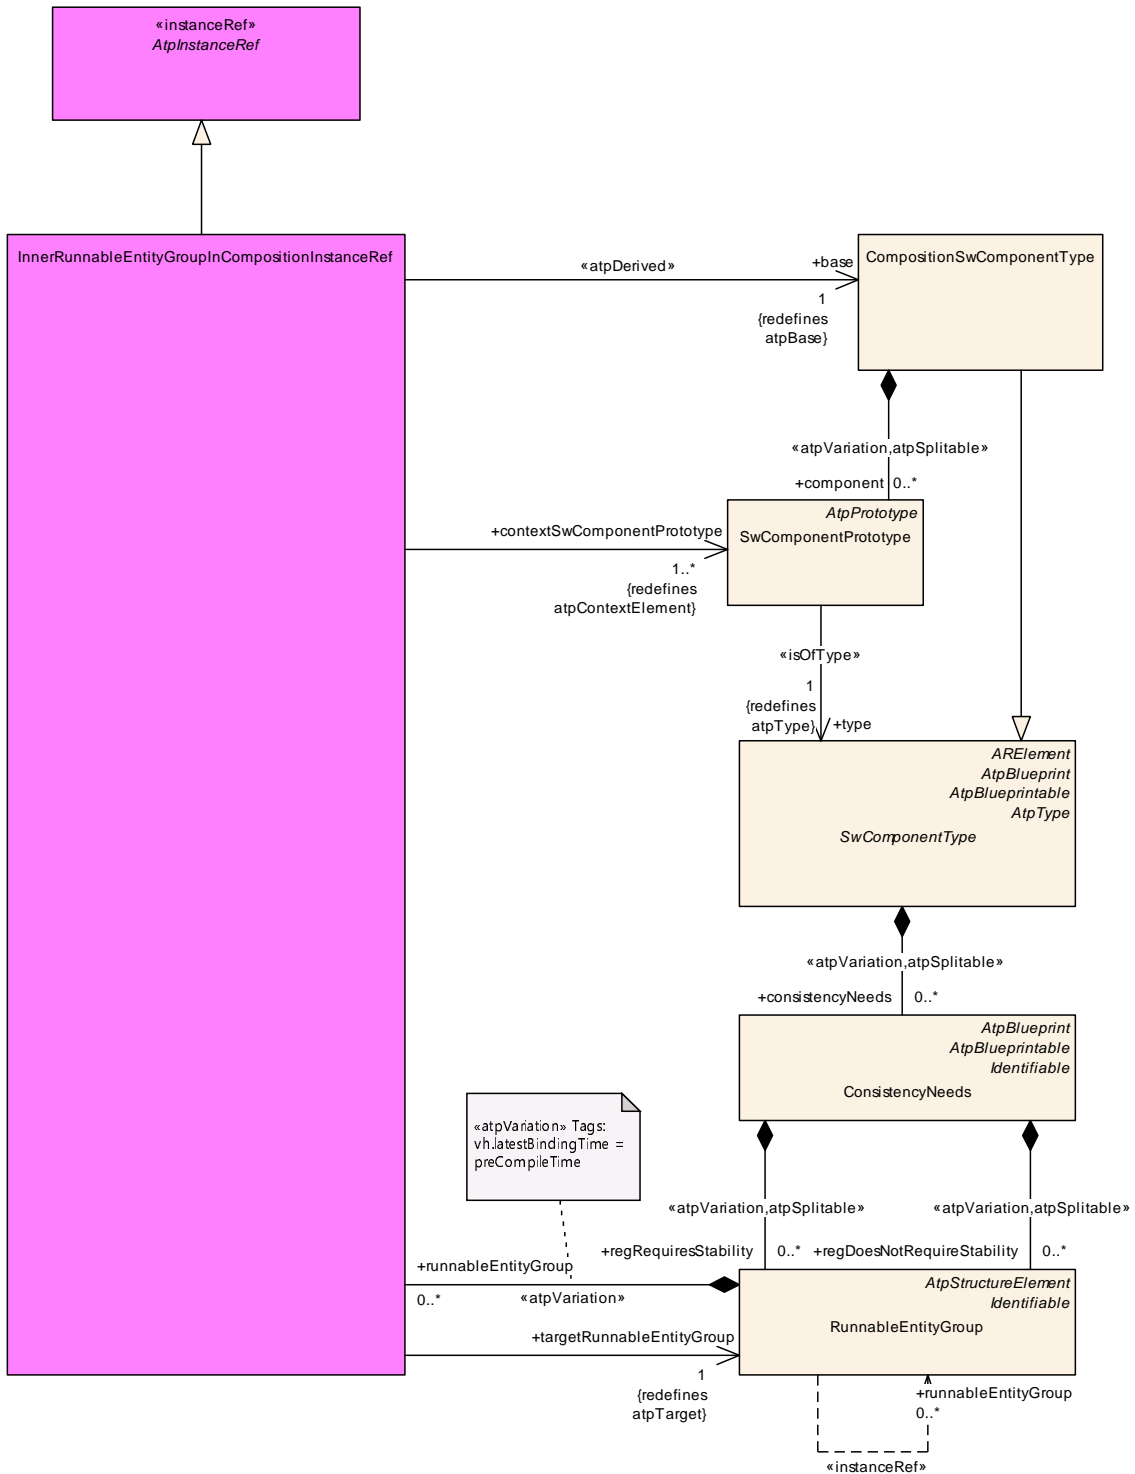 «instanceRef»
AtpInstanceRef
InnerRunnableEntityGroupInCompositionInstanceRef
CompositionSwComponentType
«atpDerived»
+base
1
{redefines
atpBase}
«atpVariation,atpSplitable»
+component
0..*
AtpPrototype
SwComponentPrototype
+contextSwComponentPrototype
1..*
{redefines
atpContextElement}
«isOfType»
1
{redefines
atpType}
+type
ARElement
AtpBlueprint
AtpBlueprintable
AtpType
SwComponentType
«atpVariation,atpSplitable»
+consistencyNeeds
0..*
AtpBlueprint
AtpBlueprintable
Identifiable
ConsistencyNeeds
«atpVariation» Tags:
vh.latestBindingTime =
preCompileTime
«atpVariation,atpSplitable»
«atpVariation,atpSplitable»
+regRequiresStability
0..*
+regDoesNotRequireStability
0..*
+runnableEntityGroup
0..*
«atpVariation»
AtpStructureElement
Identifiable
RunnableEntityGroup
+targetRunnableEntityGroup
1
{redefines
atpTarget}
+runnableEntityGroup
0..*
«instanceRef»